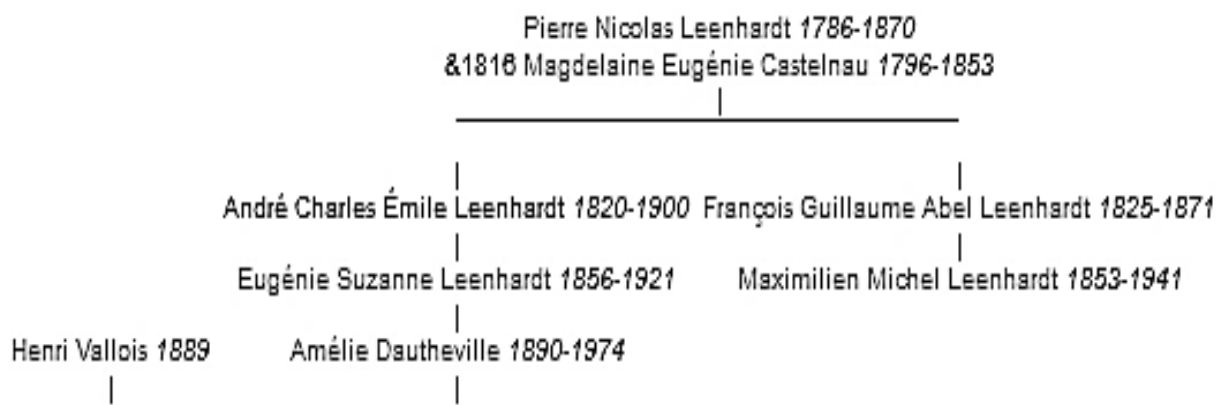 Pierre Nicolas Leenhardt 1786-1870
&1816 Magdelaine Eugénie Castelnau 1796-1853
André Charles Émile Leenhardt 1820-1900 François Guillaume Abel Leenhardt 1825-1871
Eugénie Suzanne Leenhardt 1856-1921 Maximilien Michel Leenhardt 1853-1941
Henri Vallois 1889 Amélie Dautheville 1890-1974